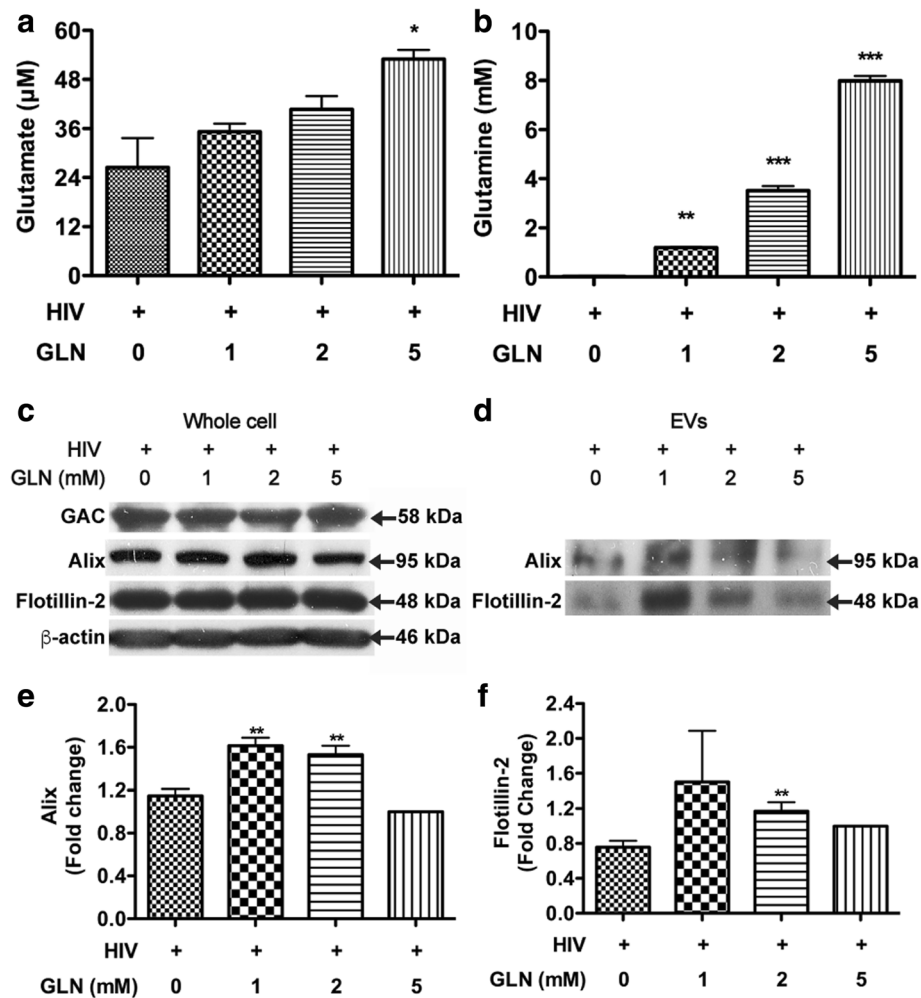 a
Glutamate (µM)
60
48
36
24
12
0
*
HIV + + + +
GLN 0 1 2 5
b
Glutamine (mM)
10
8
6
4
2
0
** *** ***
HIV + + + +
GLN 0 1 2 5
c
Whole cell
HIV + + + +
GLN (mM) 0 1 2 5
GAC 58 kDa
Alix 95 kDa
Flotillin-2 48 kDa
β-actin 46 kDa
d
EVs
+ + + +
0 1 2 5
Alix 95 kDa
Flotillin-2 48 kDa
e
Alix
(Fold change)
2.0
1.6
1.2
0.8
0.4
0.0
** **
HIV + + + +
GLN (mM) 0 1 2 5
f
Flotillin-2
(Fold Change)
2.4
2.0
1.6
1.2
0.8
0.4
0.0
**
HIV + + + +
GLN (mM) 0 1 2 5